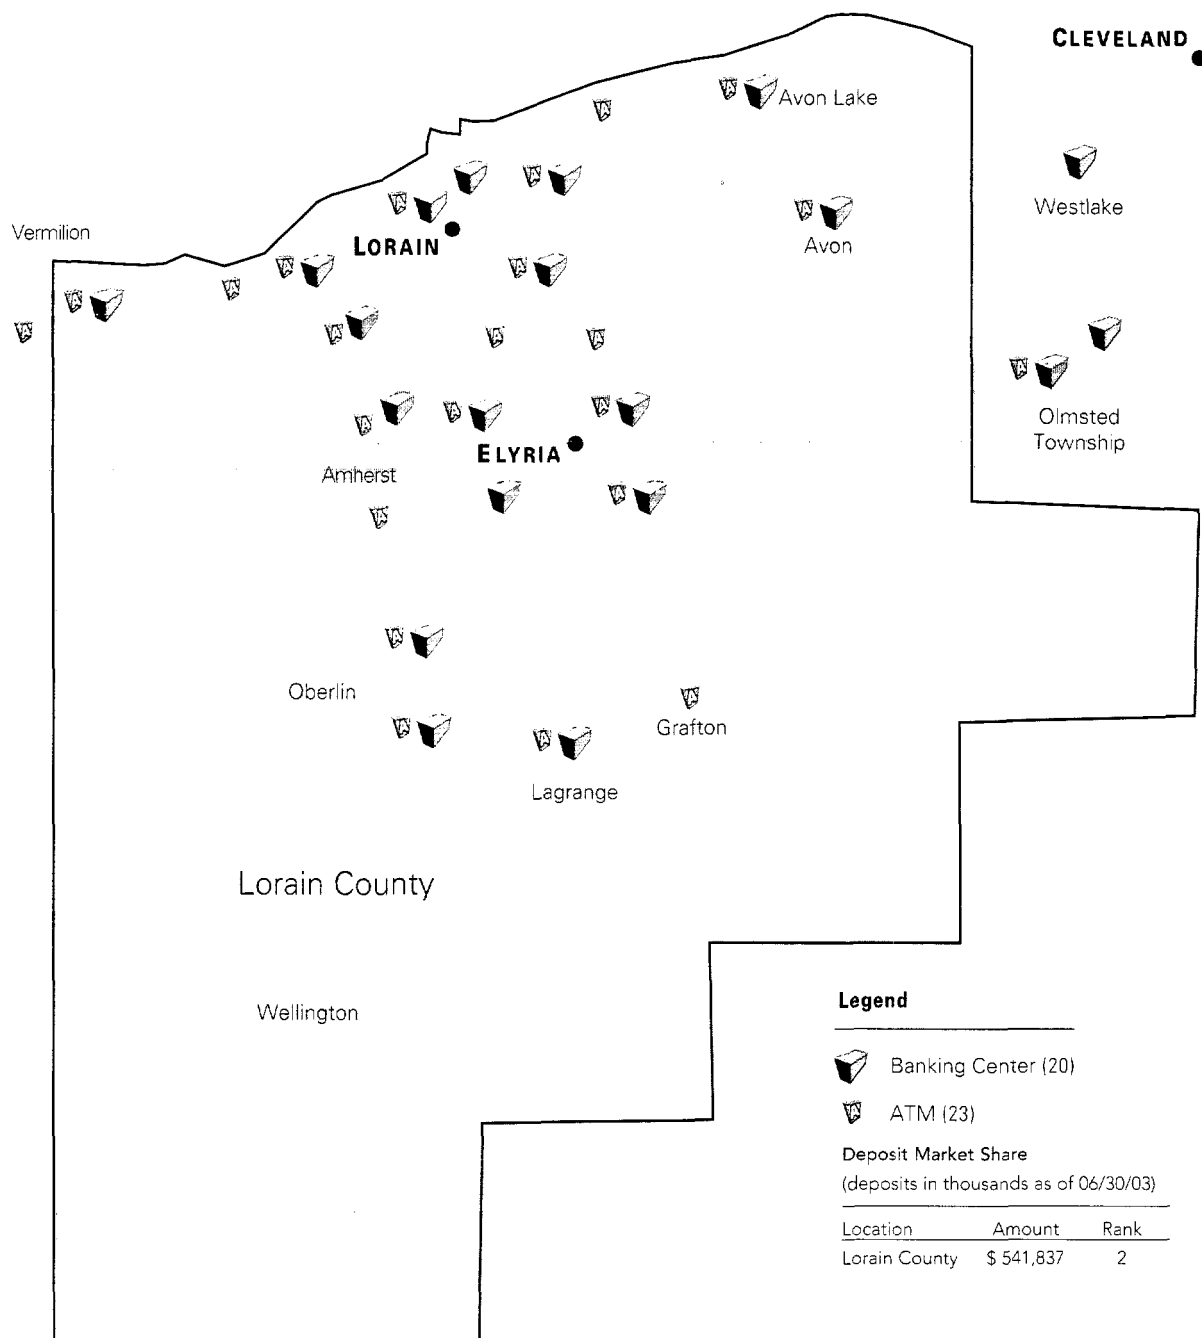 CLEVELAND
Avon Lake
Westlake
Vermilion
LORAIN
Avon
Olmsted
Township
ELYRIA
Amherst
Oberlin
Grafton
Lagrange
Lorain County
Wellington
Legend
Banking Center (20)
ATM (23)
Deposit Market Share
(deposits in thousands as of 06/30/03)
Location Amount Rank
Lorain County $ 541,837 2